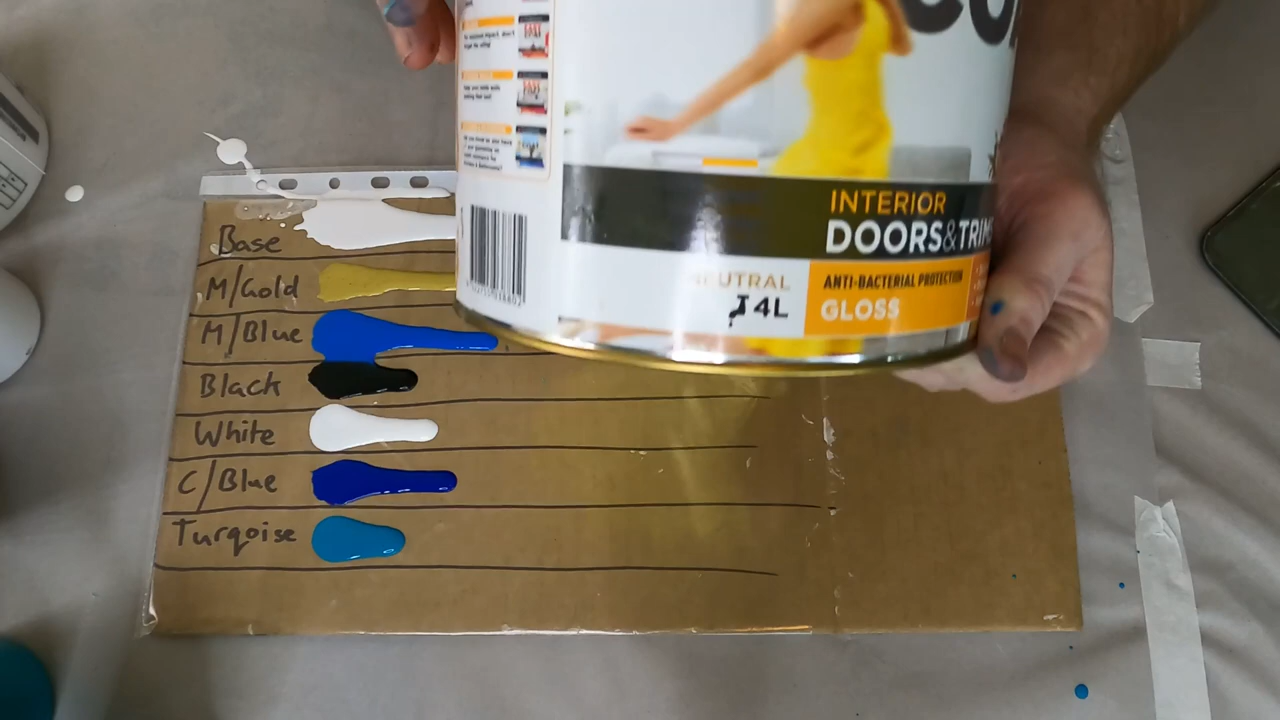 INTERIOR
DOORS&TRIM
NEUTRAL
4L
ANTI-BACTERIAL PROTECTION
GLOSS
Base
M/Gold
M/Blue
Black
White
C/Blue
Turqoise